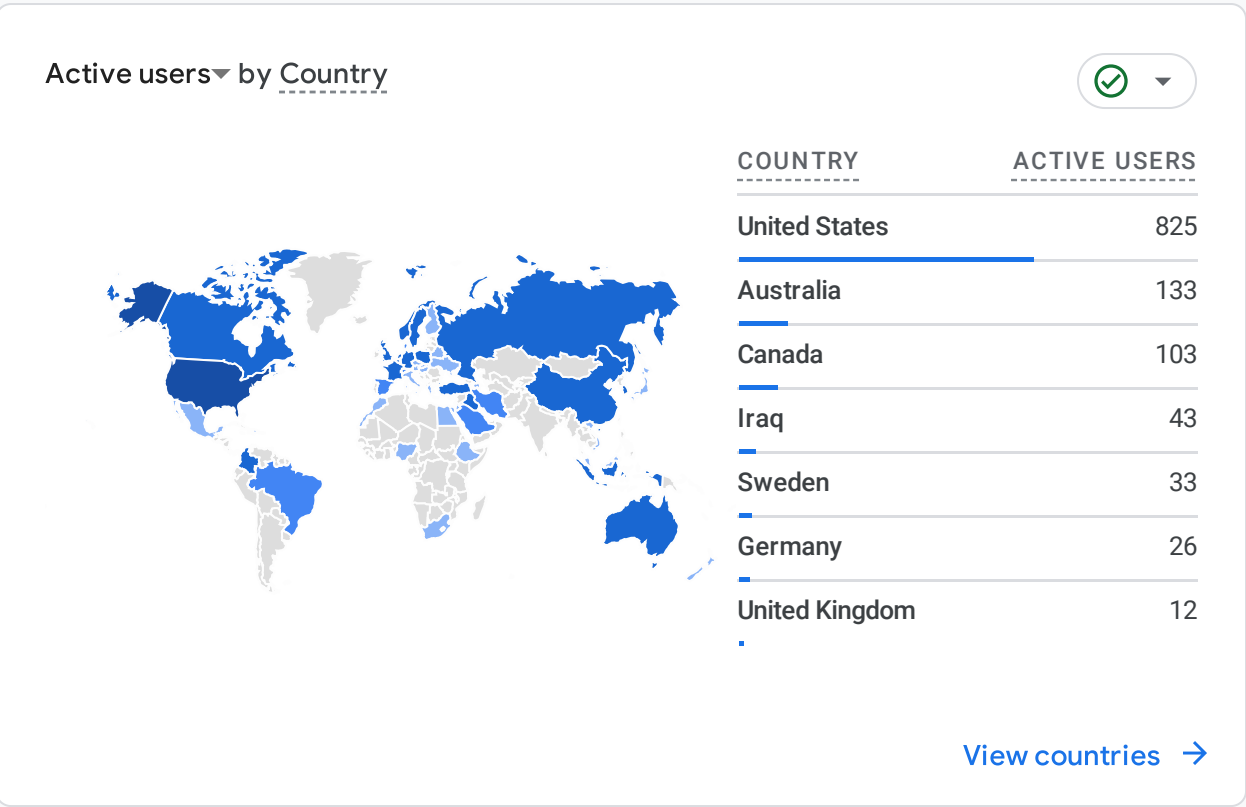 Active users by Country
COUNTRY ACTIVE USERS
United States 825
Australia 133
Canada 103
Iraq 43
Sweden 33
Germany 26
United Kingdom 12
View countries